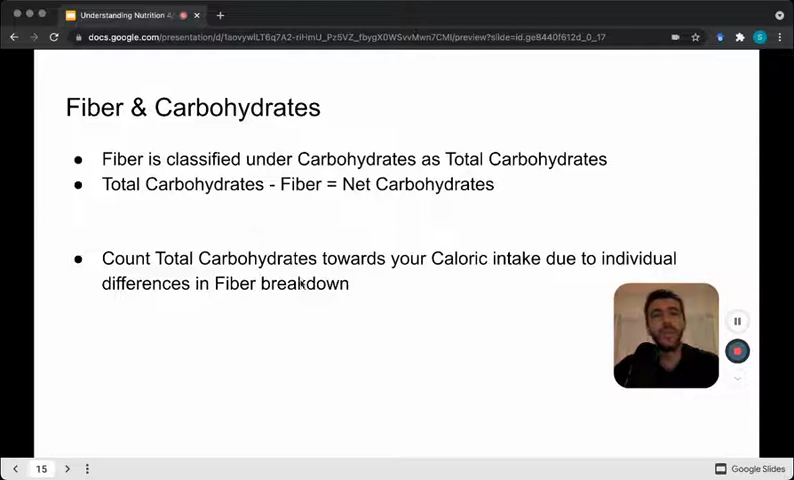 Understanding Nutrition 4/
docs.google.com/presentation/d/1aovywlLT6q7A2-riHmU_Pz5VZ_fbygX0WSvvMwn7CMI/preview?slide=id.ge8440f612d_0_17
S
Fiber & Carbohydrates
● Fiber is classified under Carbohydrates as Total Carbohydrates
● Total Carbohydrates - Fiber = Net Carbohydrates
● Count Total Carbohydrates towards your Caloric intake due to individual
differences in Fiber breakdown
15
Google Slides